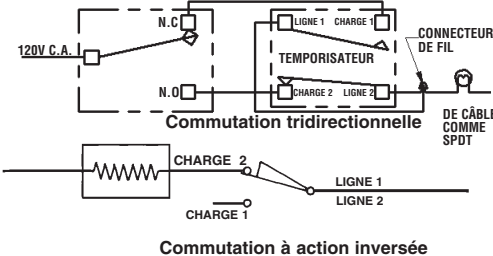 N.C
LIGNE 1 CHARGE 1
CONNECTEUR
DE FIL
120V C.A.
TEMPORISATEUR
N.O
CHARGE 2 LIGNE 2
Commutation tridirectionnelle
DE CÂBLE
COMME
SPDT
CHARGE 2
LIGNE 1
LIGNE 2
CHARGE 1
Commutation à action inversée